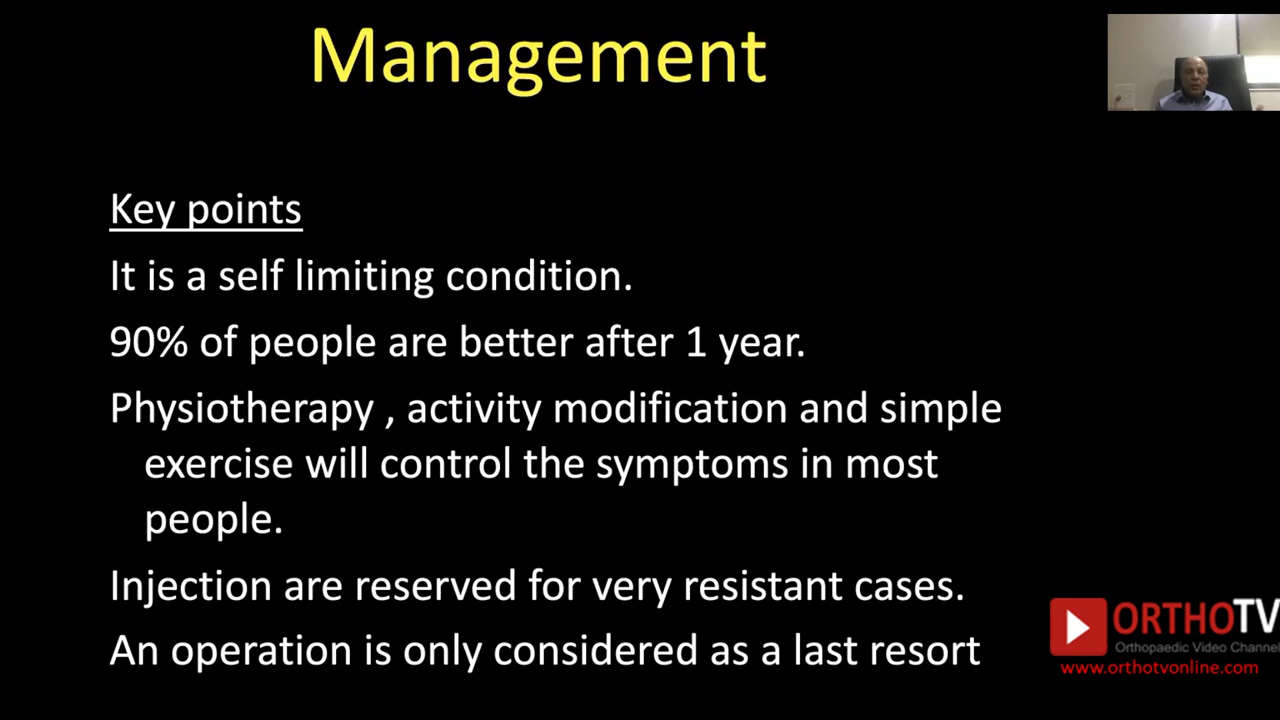 Management
Key points
It is a self limiting condition.
90% of people are better after 1 year.
Physiotherapy , activity modification and simple
exercise will control the symptoms in most
people.
Injection are reserved for very resistant cases.
An operation is only considered as a last resort
ORTHOTV
Orthopaedic Video Channel
www.orthotvonline.com